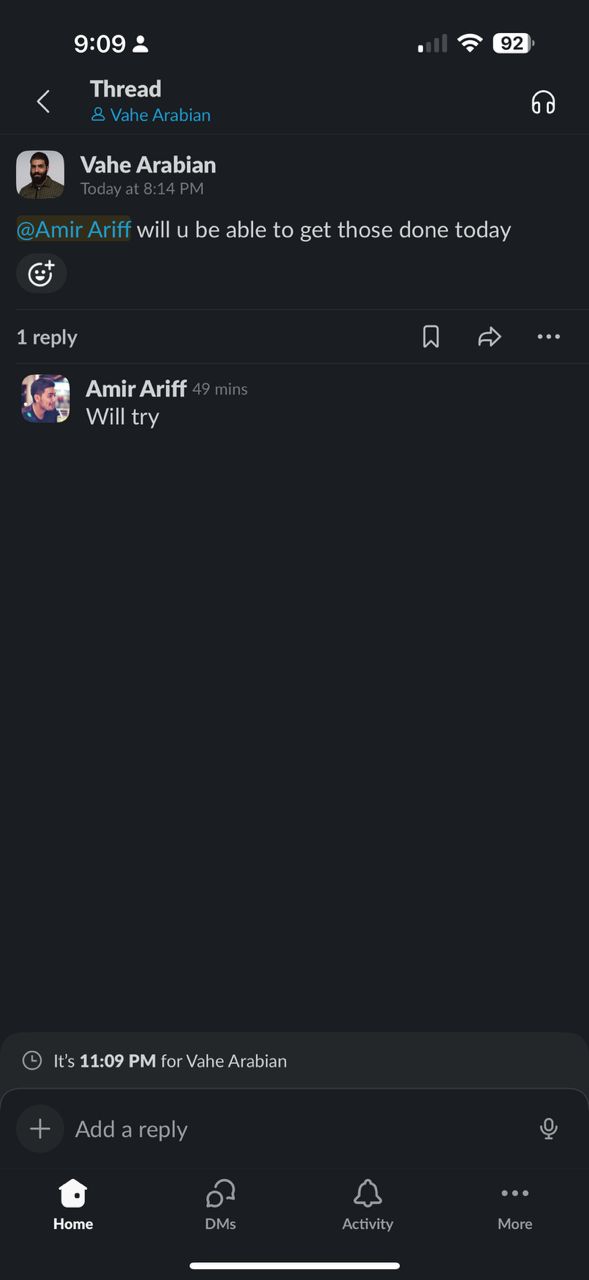 9:09
92
Thread
Vahe Arabian
Vahe Arabian
Today at 8:14 PM
@Amir Ariff will u be able to get those done today
1 reply
Amir Ariff 49 mins
Will try
It's 11:09 PM for Vahe Arabian
Add a reply
Home DMs Activity More